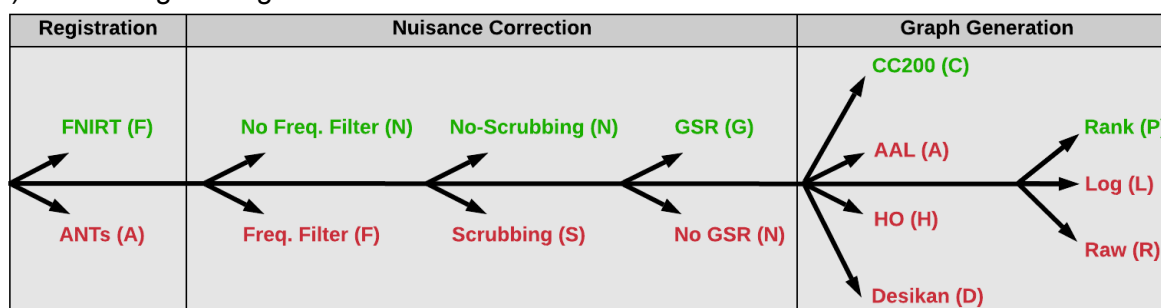 Registration
Nuisance Correction
Graph Generation
FNIRT (F)
ANTs (A)
No Freq. Filter (N)
Freq. Filter (F)
No-Scrubbing (N)
Scrubbing (S)
GSR (G)
No GSR (N)
CC200 (C)
AAL (A)
HO (H)
Desikan (D)
Rank (P)
Log (L)
Raw (R)